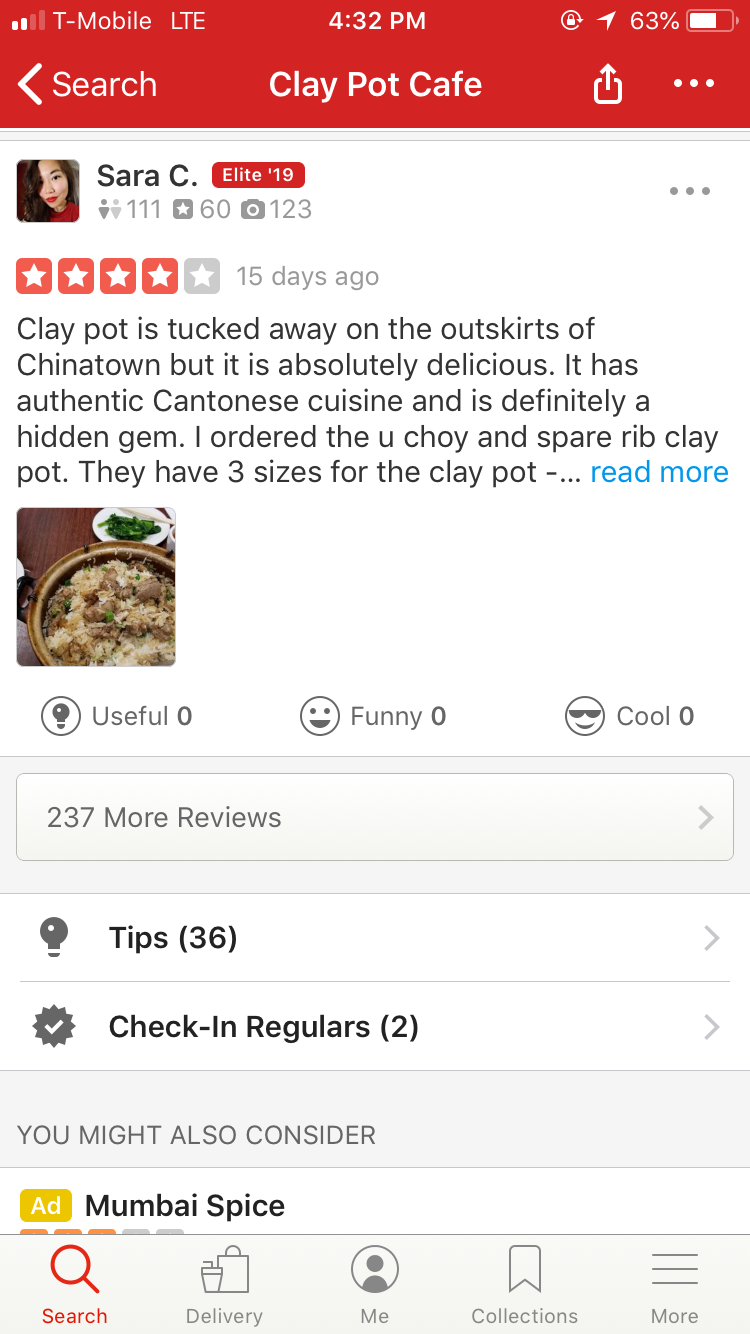 T-Mobile LTE 4:32 PM 63%
Search Clay Pot Cafe
Sara C. Elite '19
111 60 123
15 days ago
Clay pot is tucked away on the outskirts of
Chinatown but it is absolutely delicious. It has
authentic Cantonese cuisine and is definitely a
hidden gem. I ordered the u choy and spare rib clay
pot. They have 3 sizes for the clay pot -... read more
Useful 0 Funny 0 Cool 0
237 More Reviews
Tips (36)
Check-In Regulars (2)
YOU MIGHT ALSO CONSIDER
Ad Mumbai Spice
Search Delivery Me Collections More